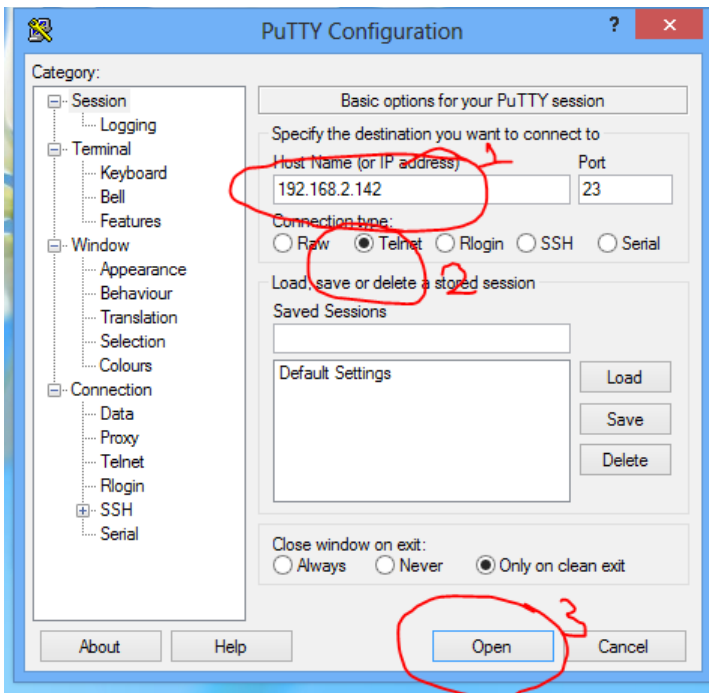 PuTTY Configuration
? ×
Category:
Session
Logging
Terminal
Keyboard
Bell
Features
Window
Appearance
Behaviour
Translation
Selection
Colours
Connection
Data
Proxy
Telnet
Rlogin
SSH
Serial
Basic options for your PuTTY session
Specify the destination you want to connect to
Host Name (or IP address) 1 Port
192.168.2.142 23
Connection type:
Raw Telnet Rlogin SSH Serial
2
Load, save or delete a stored session
Saved Sessions
Default Settings
Load
Save
Delete
Close window on exit:
Always Never Only on clean exit
3
About Help Open Cancel